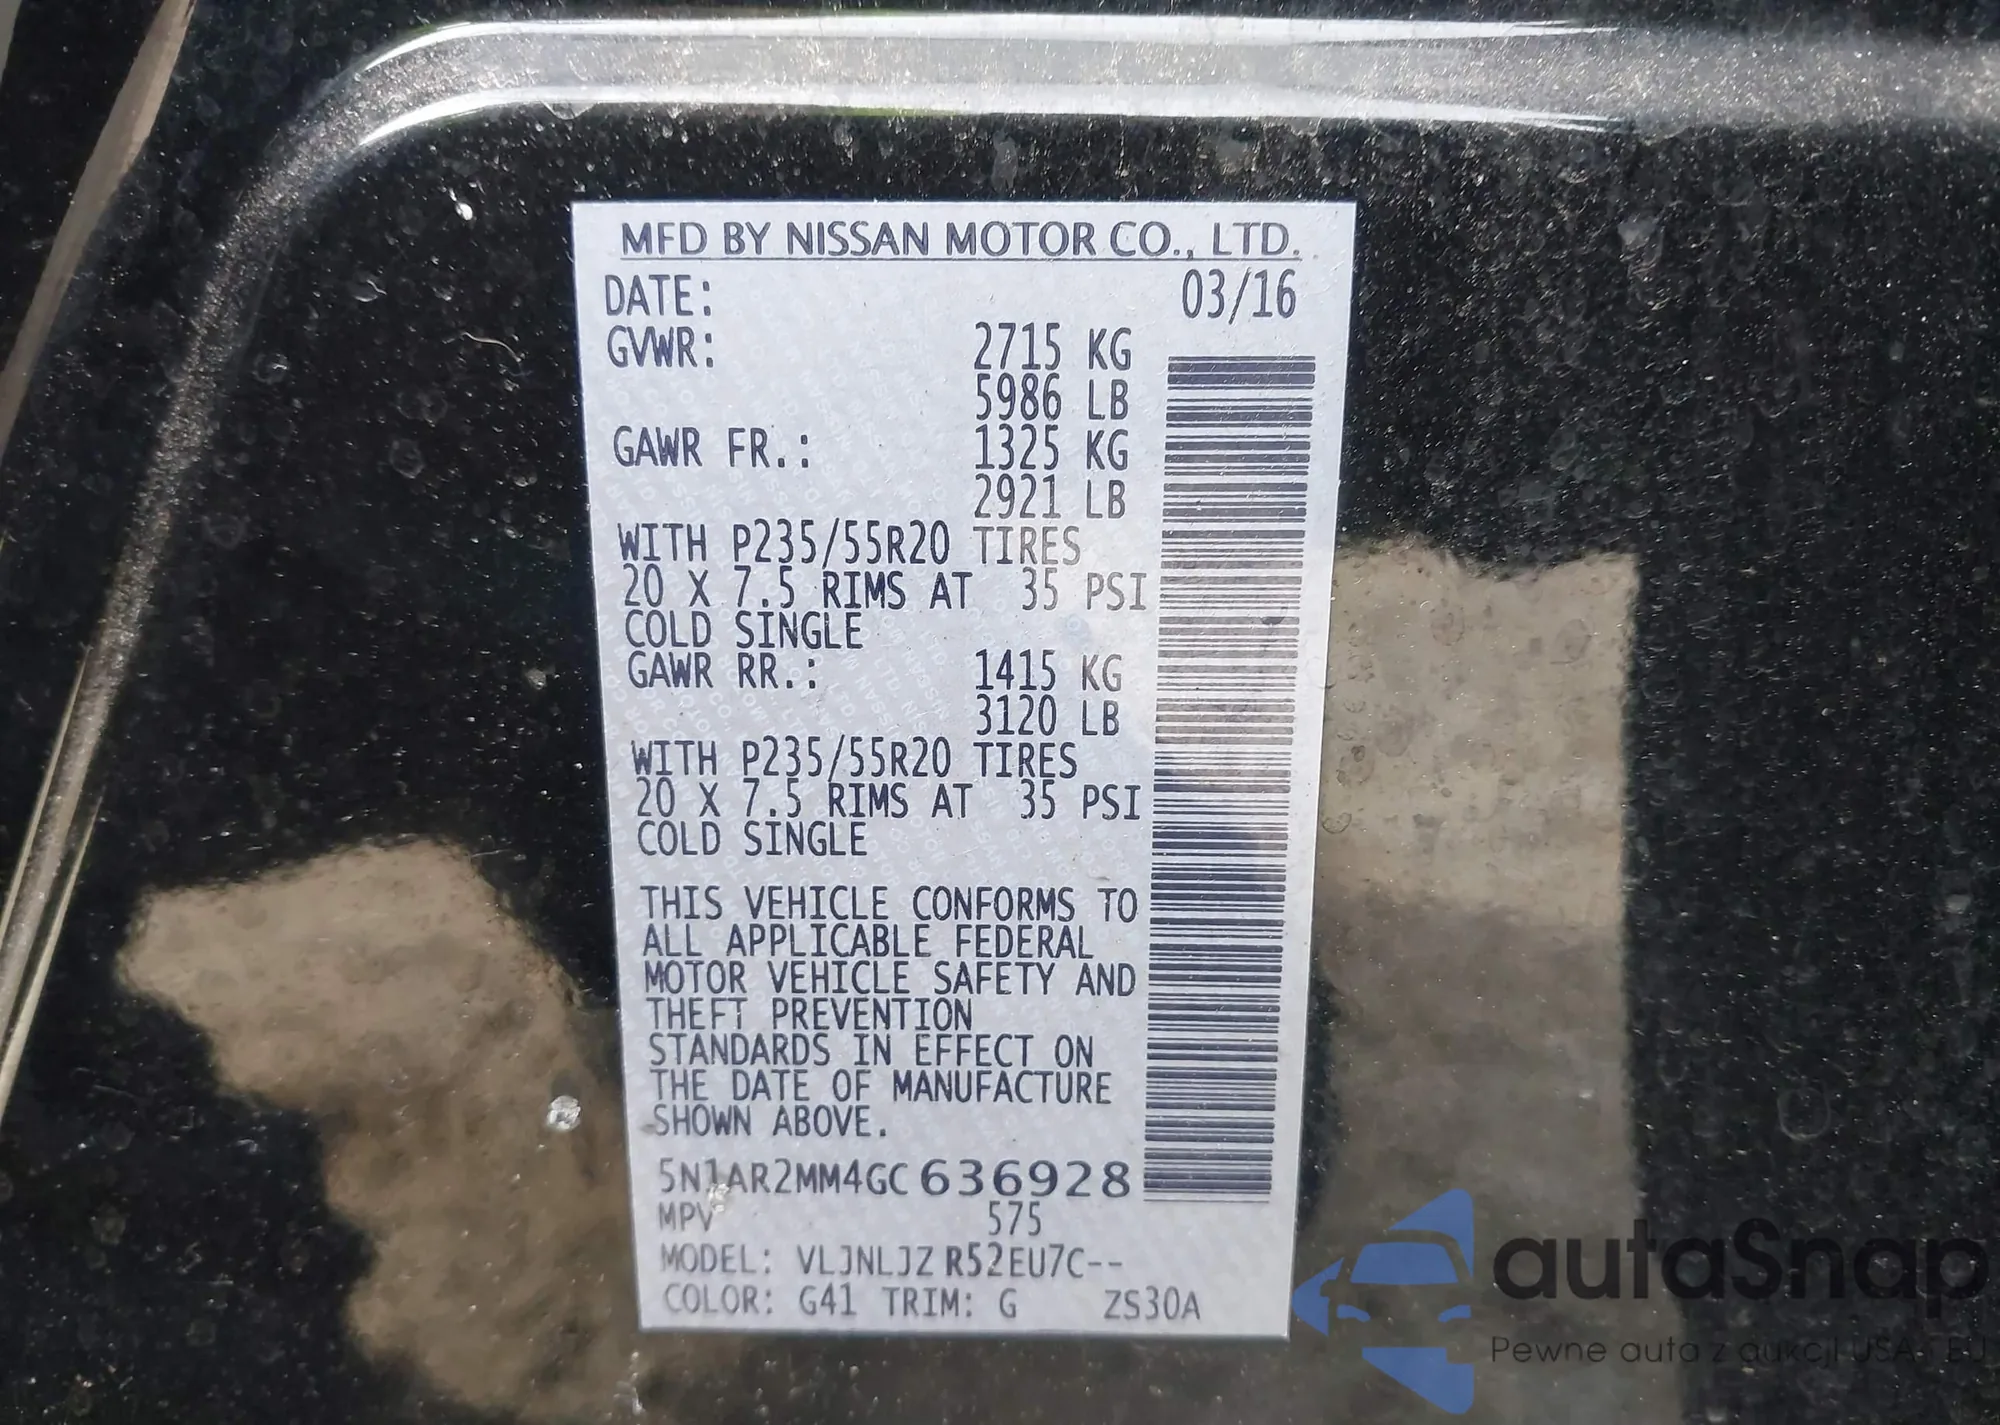 MFD BY NISSAN MOTOR CO., LTD.
DATE: 03/16
GVWR: 2715 KG
5986 LB
GAWR FR.: 1325 KG
2921 LB
WITH P235/55R20 TIRES
20 X 7.5 RIMS AT 35 PSI
COLD SINGLE
GAWR RR.: 1415 KG
3120 LB
WITH P235/55R20 TIRES
20 X 7.5 RIMS AT 35 PSI
COLD SINGLE
THIS VEHICLE CONFORMS TO
ALL APPLICABLE FEDERAL
MOTOR VEHICLE SAFETY AND
THEFT PREVENTION
STANDARDS IN EFFECT ON
THE DATE OF MANUFACTURE
SHOWN ABOVE.
5N1AR2MM4GC636928
MPV 575
MODEL: VLJNLJZ R52EU7C--
COLOR: G41 TRIM: G ZS30A
autaSnap
Pewne auta z aukcji USA i EU